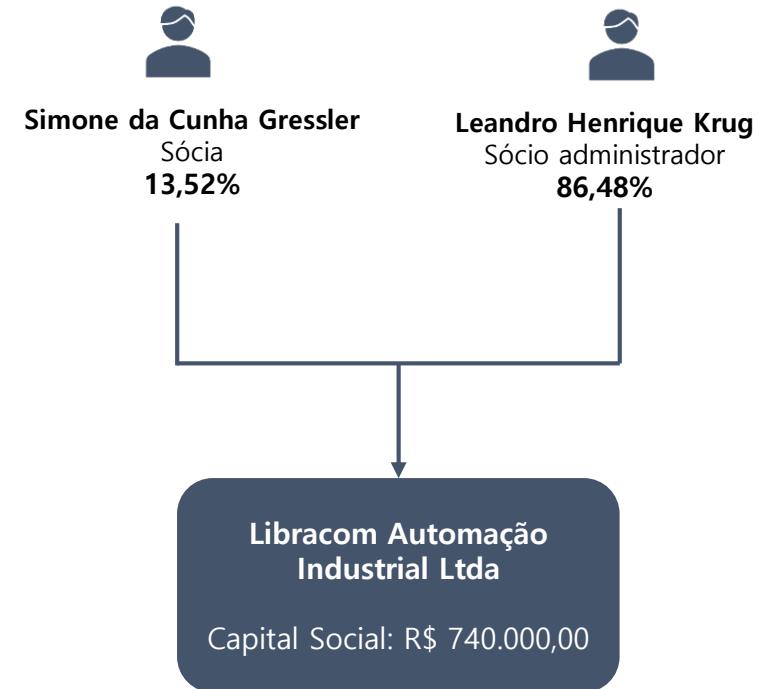 Simone da Cunha Gressler
Sócia
13,52%
Leandro Henrique Krug
Sócio administrador
86,48%
Libracom Automação
Industrial Ltda
Capital Social: R$ 740.000,00